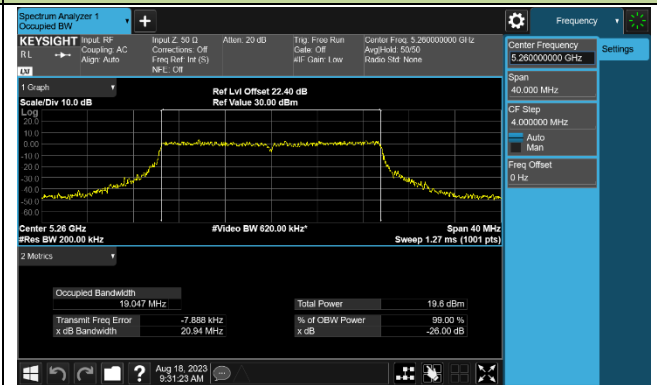 Spectrum Analyzer 1
Occupied BW
Frequency
KEYSIGHT Input: RF
Coupling: AC
Align: Auto
R L
LXI
Input Z: 50 Ω
Corrections: Off
Freq Ref: Int (S)
NFE: Off
Atten: 20 dB
Trig: Free Run
Gate: Off
#IF Gain: Low
Center Freq: 5.260000000 GHz
Avg|Hold: 50/50
Radio Std: None
Center Frequency
5.260000000 GHz
Settings
Span
40.000 MHz
CF Step
4.000000 MHz
Auto
Man
Freq Offset
0 Hz
1 Graph
Scale/Div 10.0 dB
Ref Lvl Offset 22.40 dB
Ref Value 30.00 dBm
Log
20.0
10.0
0.00
-10.0
-20.0
-30.0
-40.0
-50.0
-60.0
Center 5.26 GHz
#Video BW 620.00 kHz*
Span 40 MHz
#Res BW 200.00 kHz
Sweep 1.27 ms (1001 pts)
2 Metrics
Occupied Bandwidth
19.047 MHz
Total Power 19.6 dBm
Transmit Freq Error -7.888 kHz
% of OBW Power 99.00 %
x dB Bandwidth 20.94 MHz
x dB -26.00 dB
Aug 18, 2023
9:31:23 AM